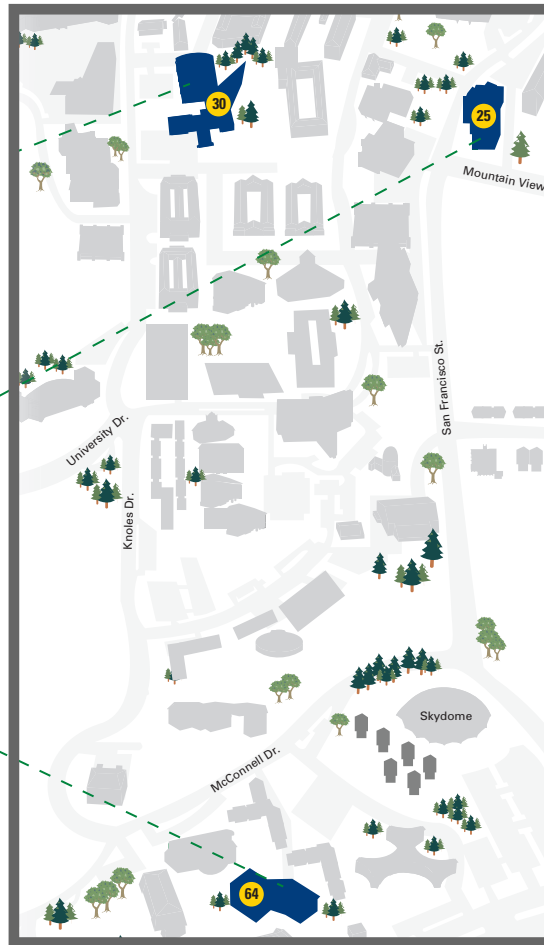 30
25
Mountain View
San Francisco St.
University Dr.
Knoles Dr.
Skydome
McConnell Dr.
64